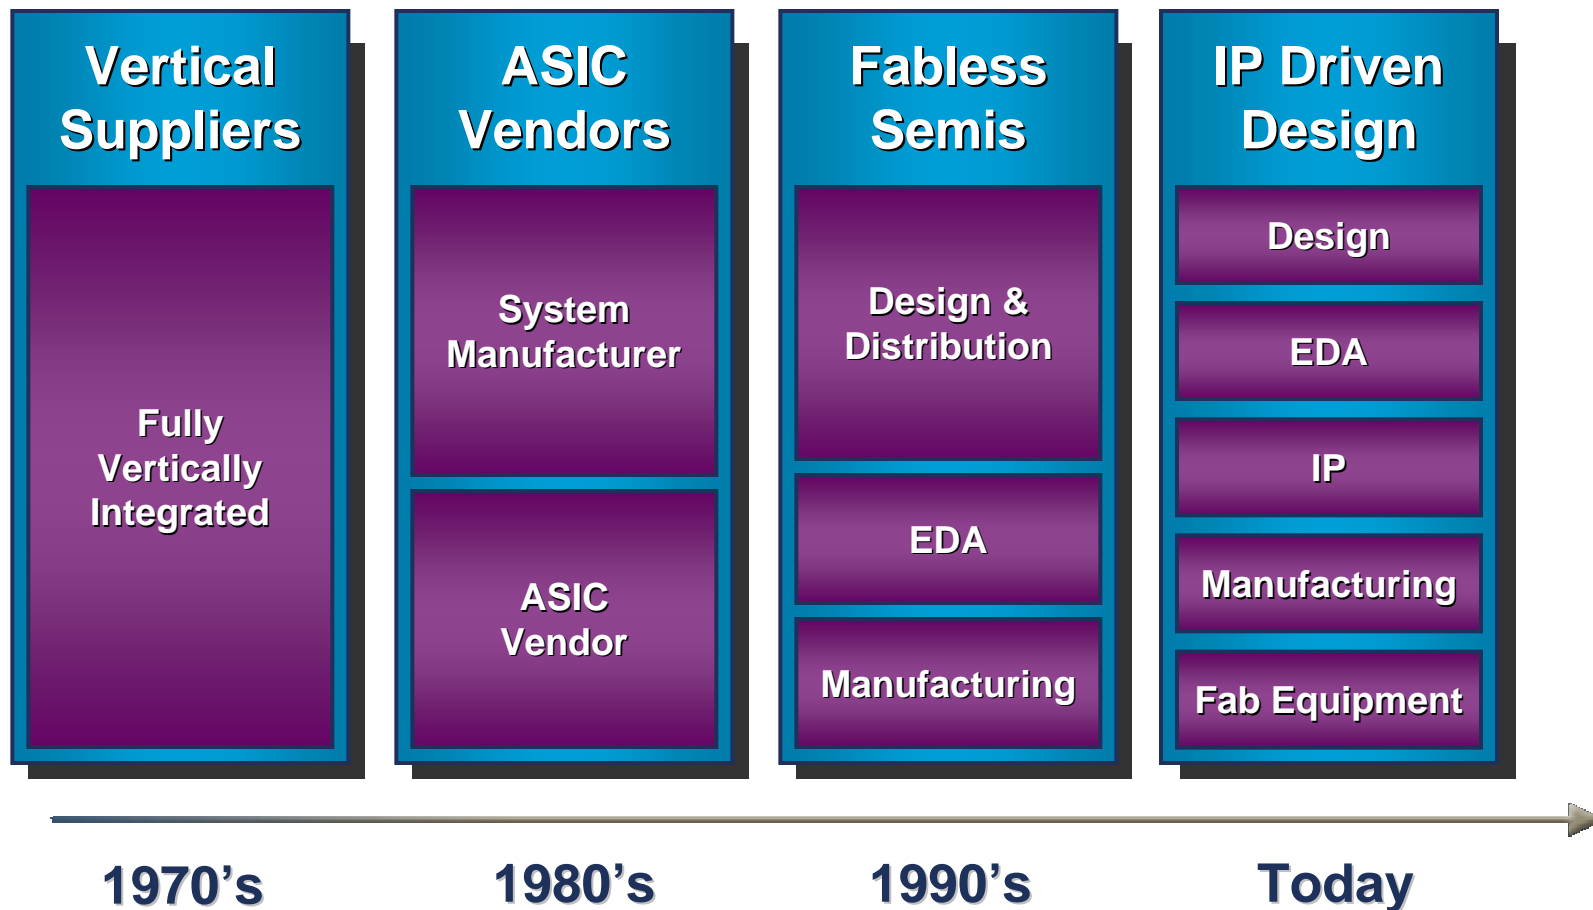 Vertical
Suppliers
Fully
Vertically
Integrated
ASIC
Vendors
System
Manufacturer
ASIC
Vendor
Fabless
Semis
Design &
Distribution
EDA
Manufacturing
IP Driven
Design
Design
EDA
IP
Manufacturing
Fab Equipment
1970’s
1980’s
1990’s
Today